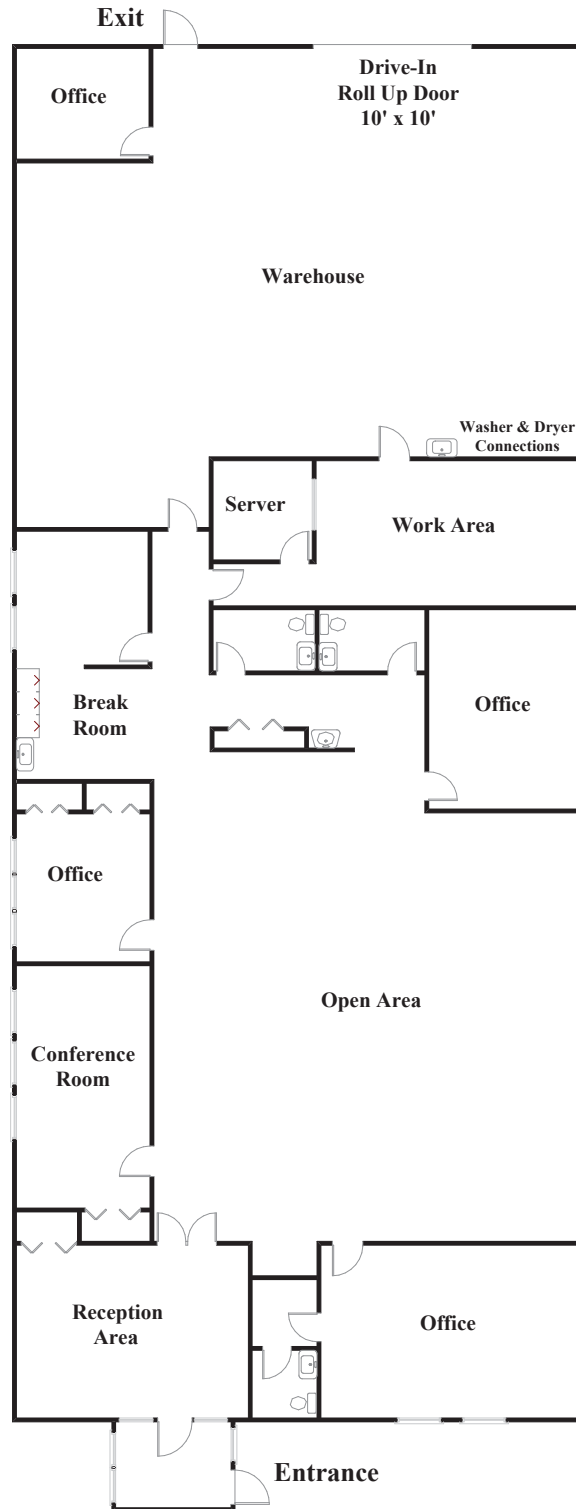 Exit
Office
Drive-In
Roll Up Door
10' x 10'
Warehouse
Washer & Dryer
Connections
Server
Work Area
Break
Room
Office
Office
Open Area
Conference
Room
Reception
Area
Office
Entrance